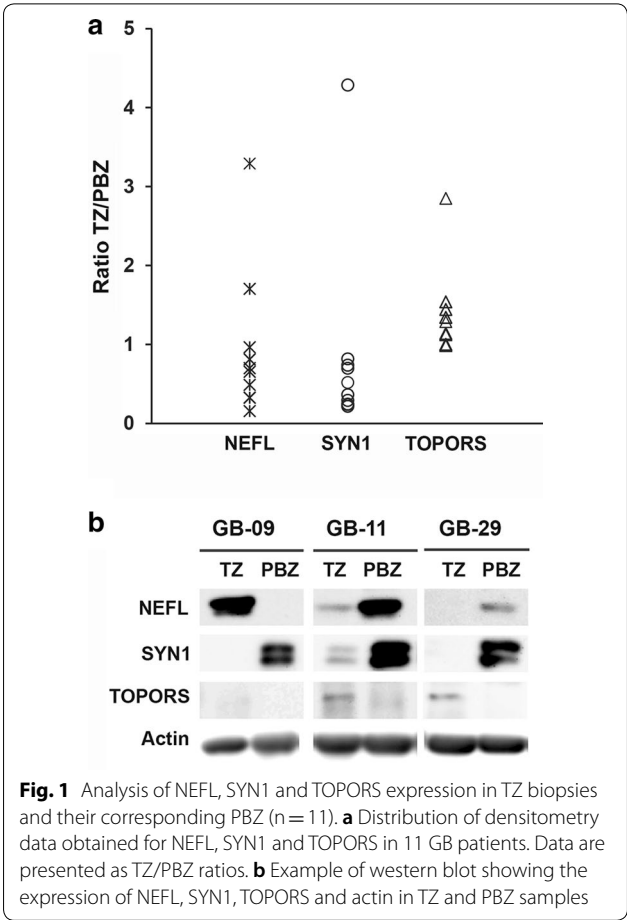 a
5
4
3
2
1
0
Ratio TZ/PBZ
NEFL SYN1 TOPORS
b
GB-09 GB-11 GB-29
TZ PBZ TZ PBZ TZ PBZ
NEFL
SYN1
TOPORS
Actin
Fig. 1 Analysis of NEFL, SYN1 and TOPORS expression in TZ biopsies
and their corresponding PBZ (n = 11). a Distribution of densitometry
data obtained for NEFL, SYN1 and TOPORS in 11 GB patients. Data are
presented as TZ/PBZ ratios. b Example of western blot showing the
expression of NEFL, SYN1, TOPORS and actin in TZ and PBZ samples